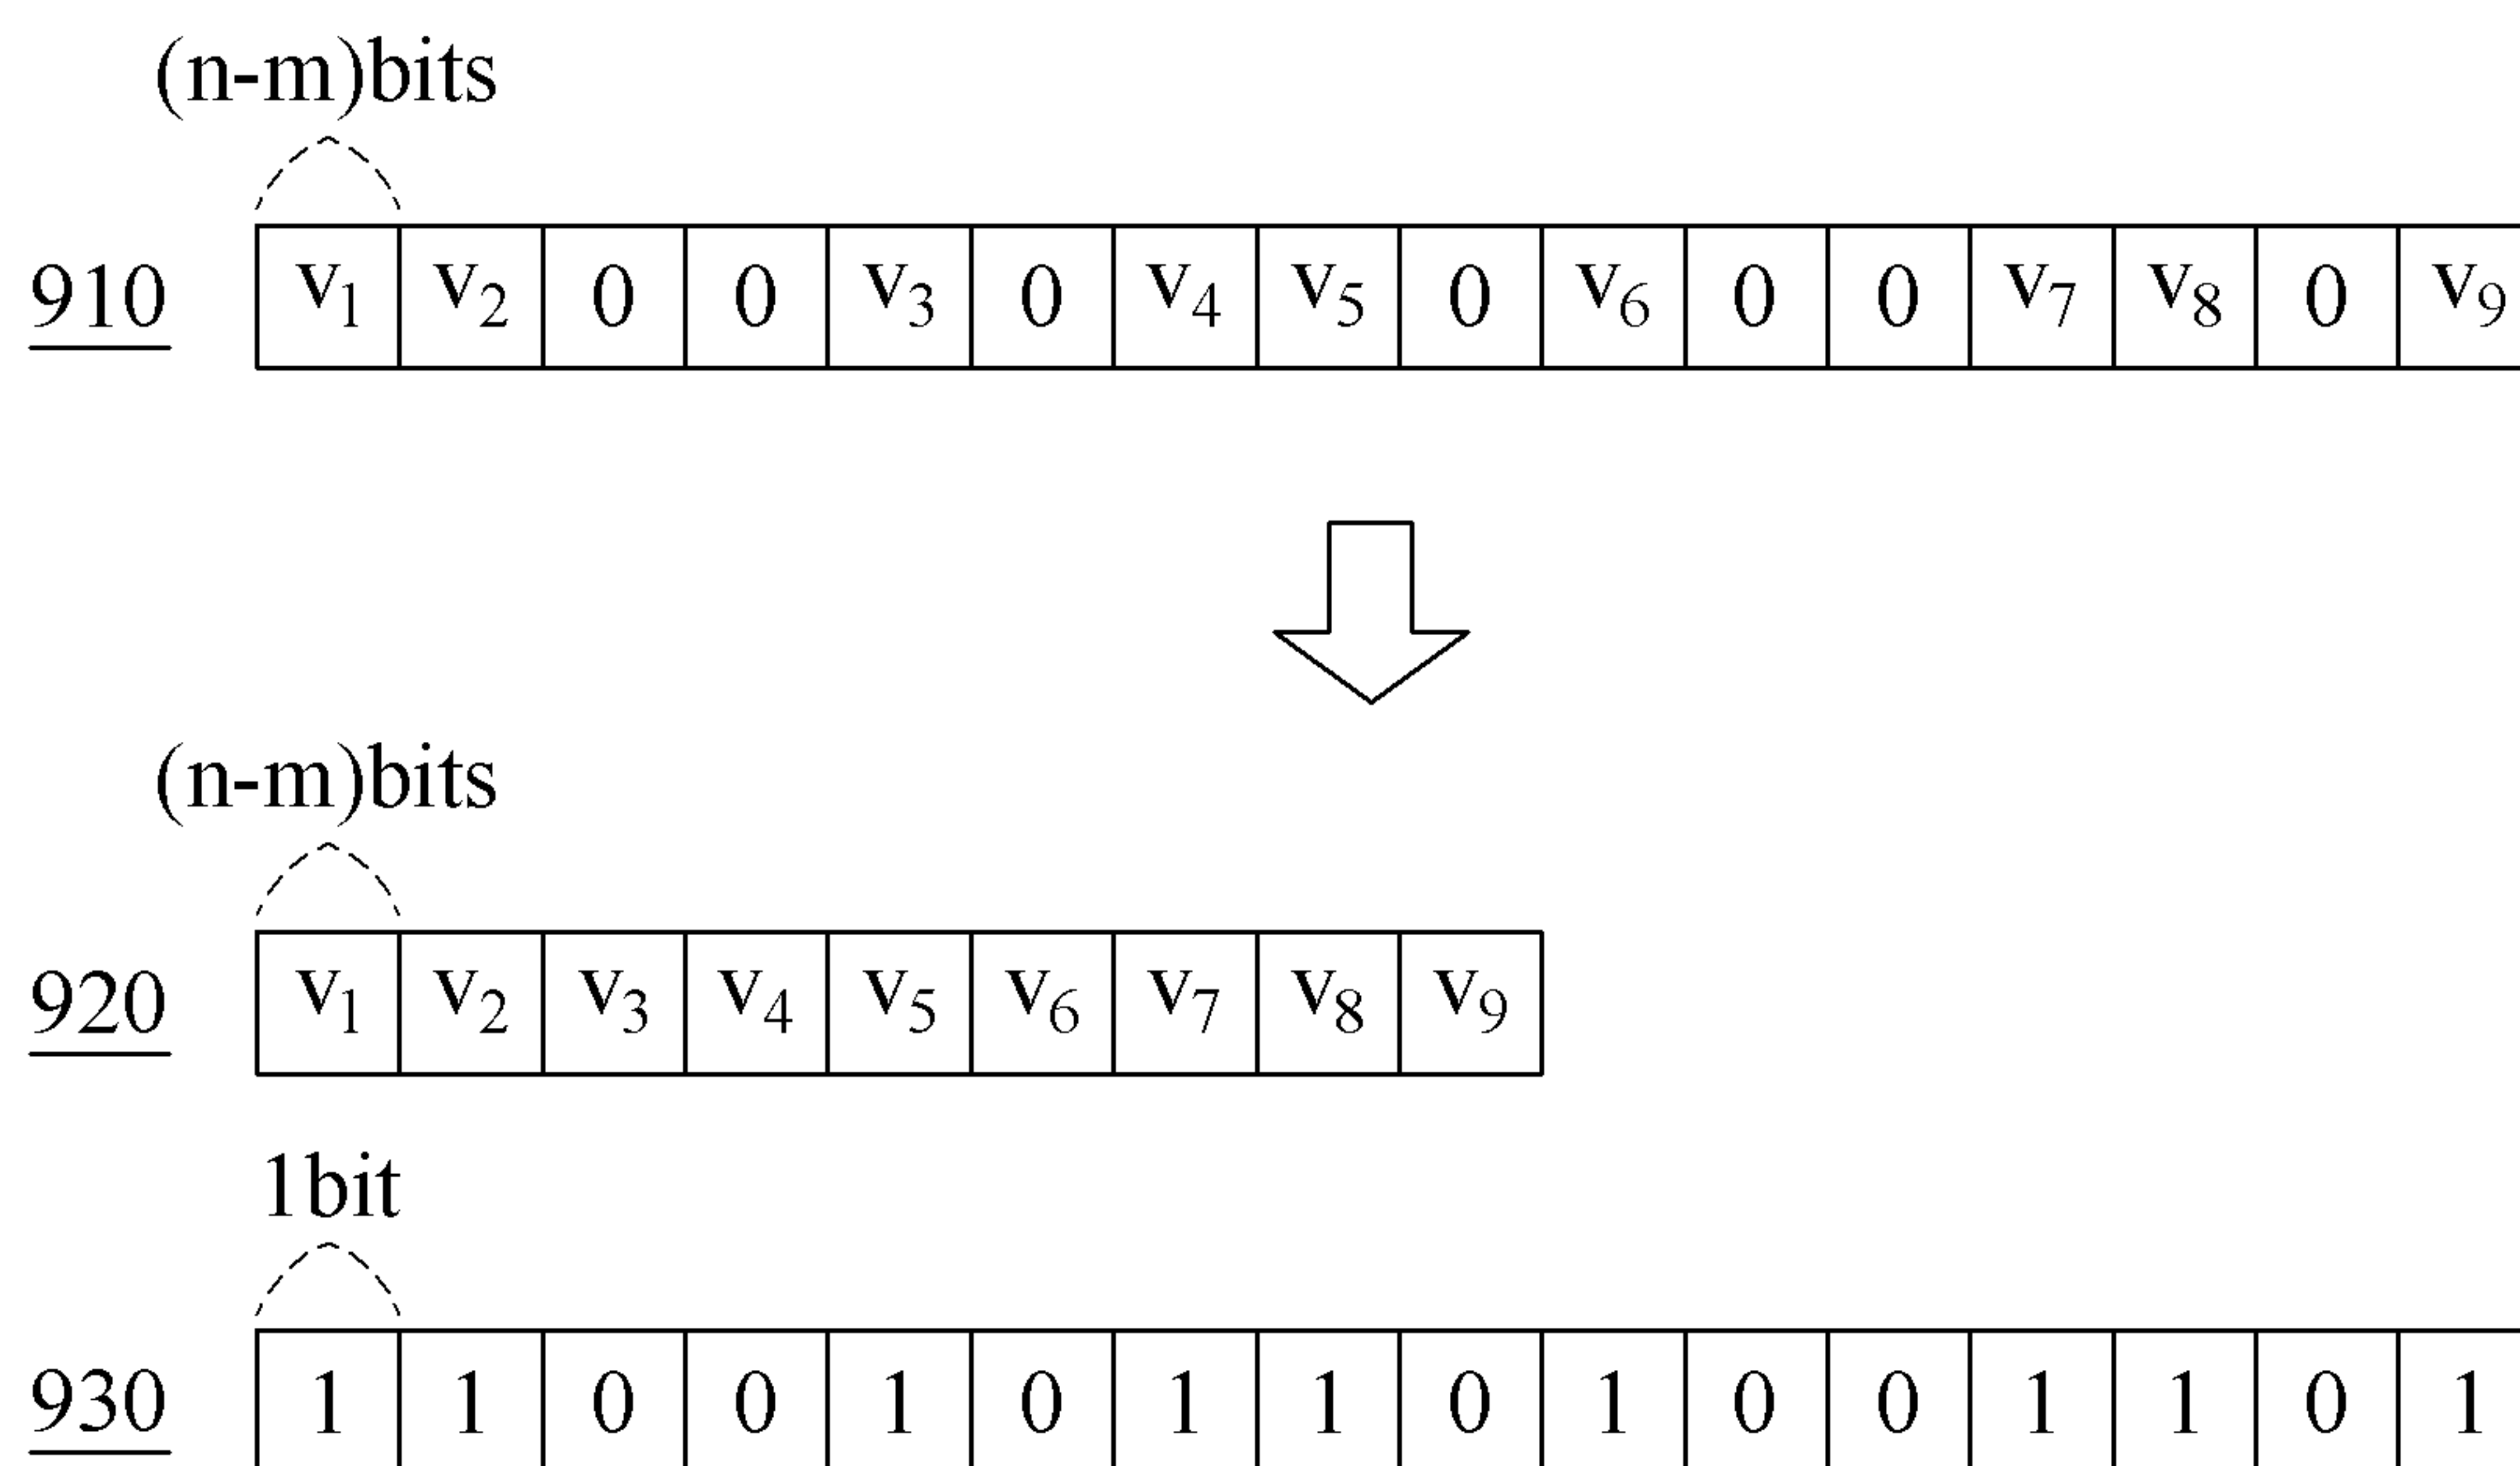 (n-m)bits
910 v₁ v₂ 0 0 v₃ 0 v₄ v₅ 0 v₆ 0 0 v₇ v₈ 0 v₉
(n-m)bits
920 v₁ v₂ v₃ v₄ v₅ v₆ v₇ v₈ v₉
1bit
930 1 1 0 0 1 0 1 1 0 1 0 0 1 1 0 1